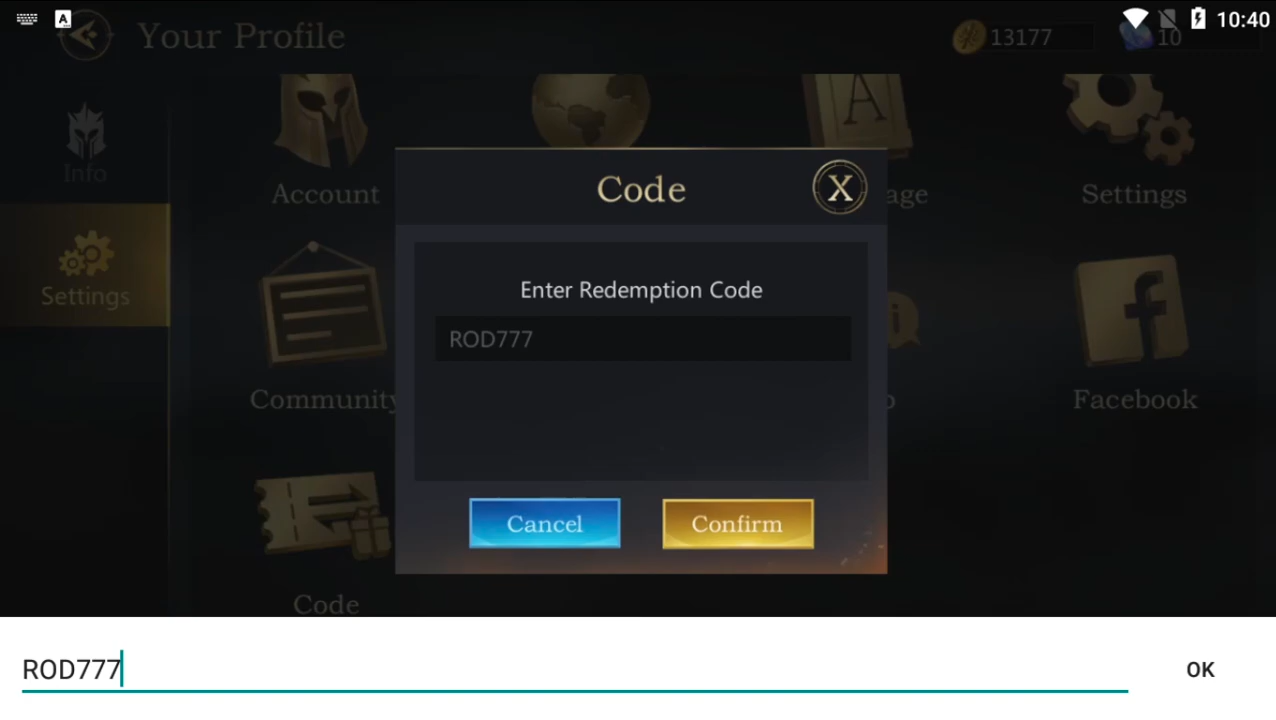 10:40
Your Profile
13177
10
Info
Account
age
Settings
Code
X
Settings
Enter Redemption Code
ROD777
Community
Facebook
Cancel
Confirm
Code
ROD777
OK